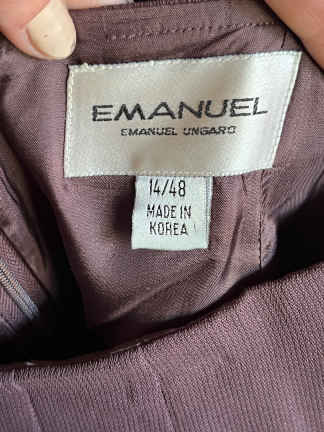 EMANUEL
EMANUEL UNGARO
14/48
MADE IN
KOREA